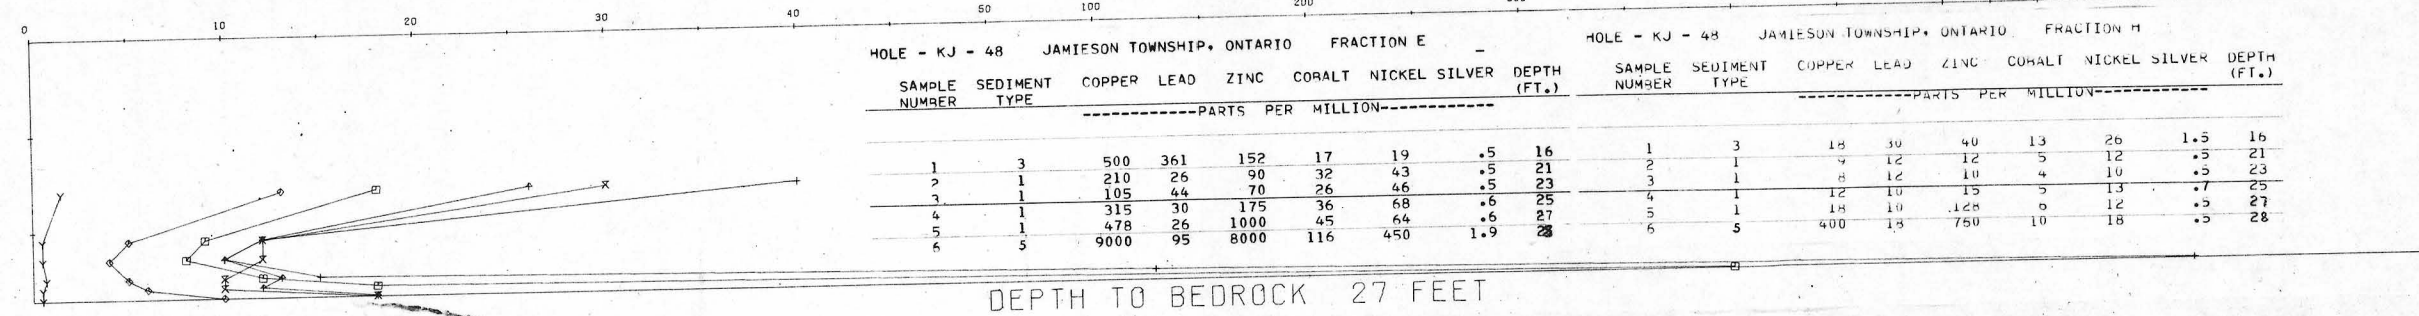 0 10 20 30 40 50 100 200
HOLE - KJ - 48 JAMIESON TOWNSHIP, ONTARIO FRACTION E
SAMPLE SEDIMENT COPPER LEAD ZINC COBALT NICKEL SILVER DEPTH
NUMBER TYPE (FT.)
------------PARTS PER MILLION------------
1 3 500 361 152 17 19 .5 16
2 1 210 26 90 32 43 .5 21
3 1 105 44 70 26 46 .5 23
4 1 315 30 175 36 68 .6 25
5 1 478 26 1000 45 64 .6 27
6 5 9000 95 8000 116 450 1.9 28
HOLE - KJ - 48 JAMIESON TOWNSHIP, ONTARIO FRACTION H
SAMPLE SEDIMENT COPPER LEAD ZINC COBALT NICKEL SILVER DEPTH
NUMBER TYPE (FT.)
------------PARTS PER MILLION------------
1 3 18 30 40 13 26 1.5 16
2 1 9 12 12 5 12 .5 21
3 1 8 12 10 4 10 .5 23
4 1 12 10 15 5 13 .7 25
5 1 18 10 .128 6 12 .5 27
6 5 400 18 750 10 18 .5 28
DEPTH TO BEDROCK 27 FEET